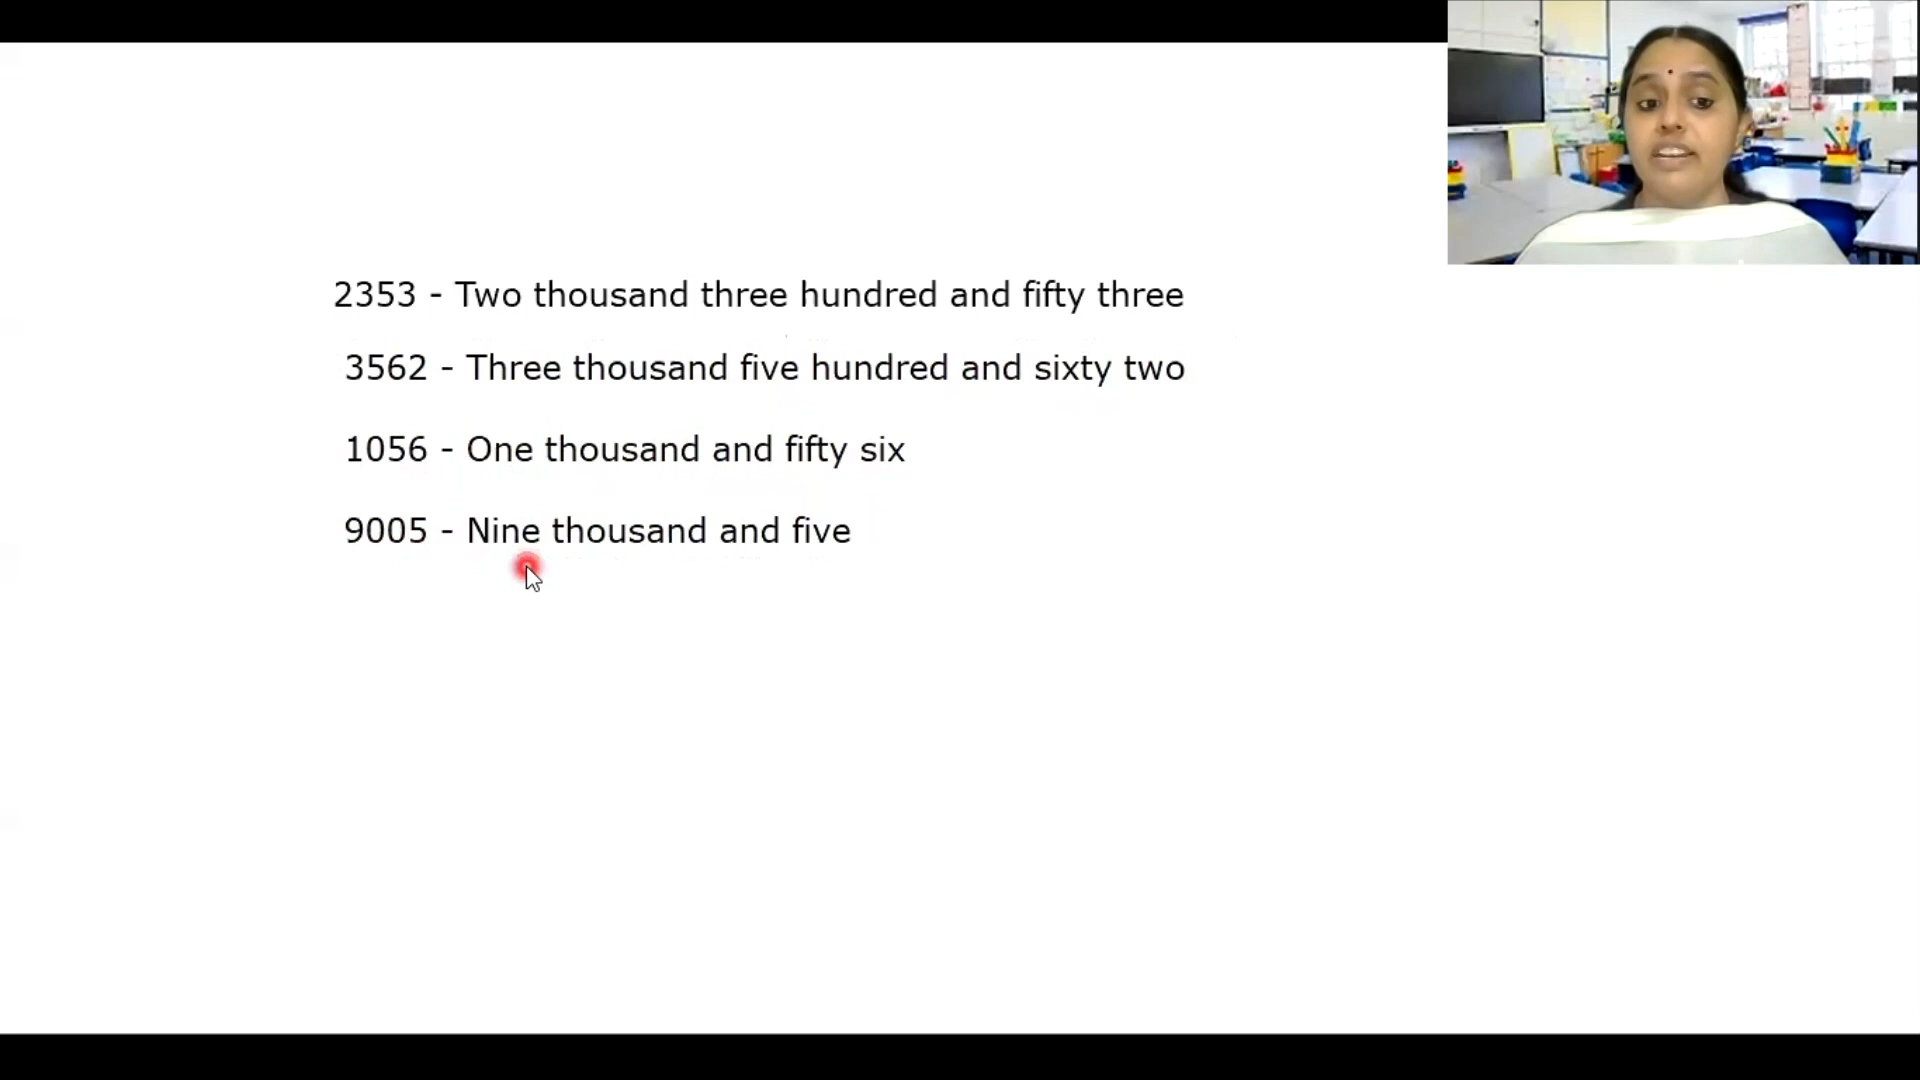 2353 - Two thousand three hundred and fifty three
3562 - Three thousand five hundred and sixty two
1056 - One thousand and fifty six
9005 - Nine thousand and five